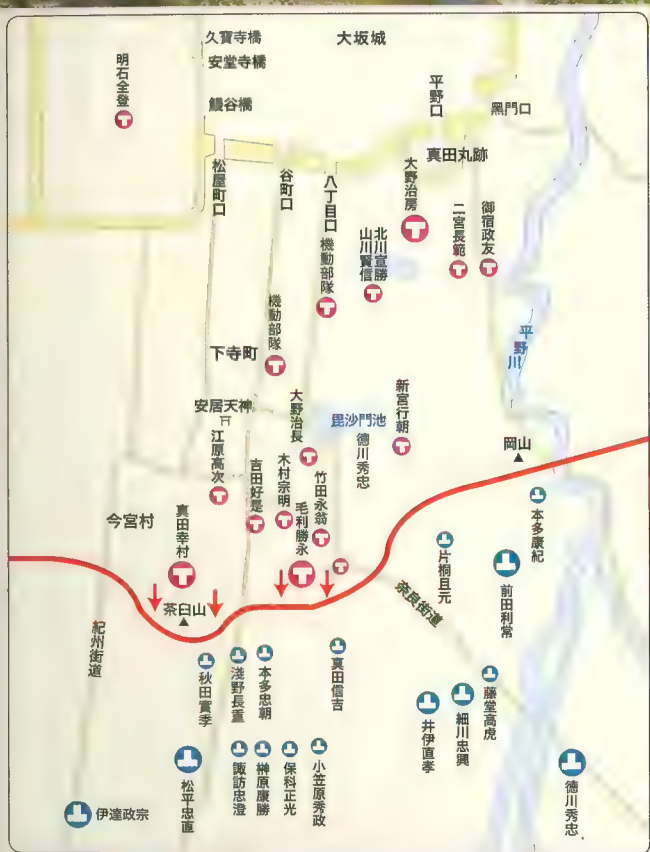 久寶寺橋
大坂城
安堂寺橋
明石全登
鰻谷橋
平野口
黑門口
真田丸跡
松屋町口
谷町口
八丁目口
大野治房
機動部隊
北川宣勝
山川賢信
二宮長範
御宿政友
機動部隊
平野川
下寺町
安居天神
大野治長
毘沙門池
德川秀忠
新宮行朝
岡山
江原高次
吉田好是
木村宗明
竹田永翁
今宮村
真田幸村
毛利勝永
本多康紀
片桐且元
前田利常
茶臼山
奈良街道
紀州街道
秋田實季
淺野長重
本多忠朝
真田信吉
藤堂高虎
井伊直孝
細川忠興
松平忠直
諏訪忠澄
榊原康勝
保科正光
小笠原秀政
德川秀忠
伊達政宗